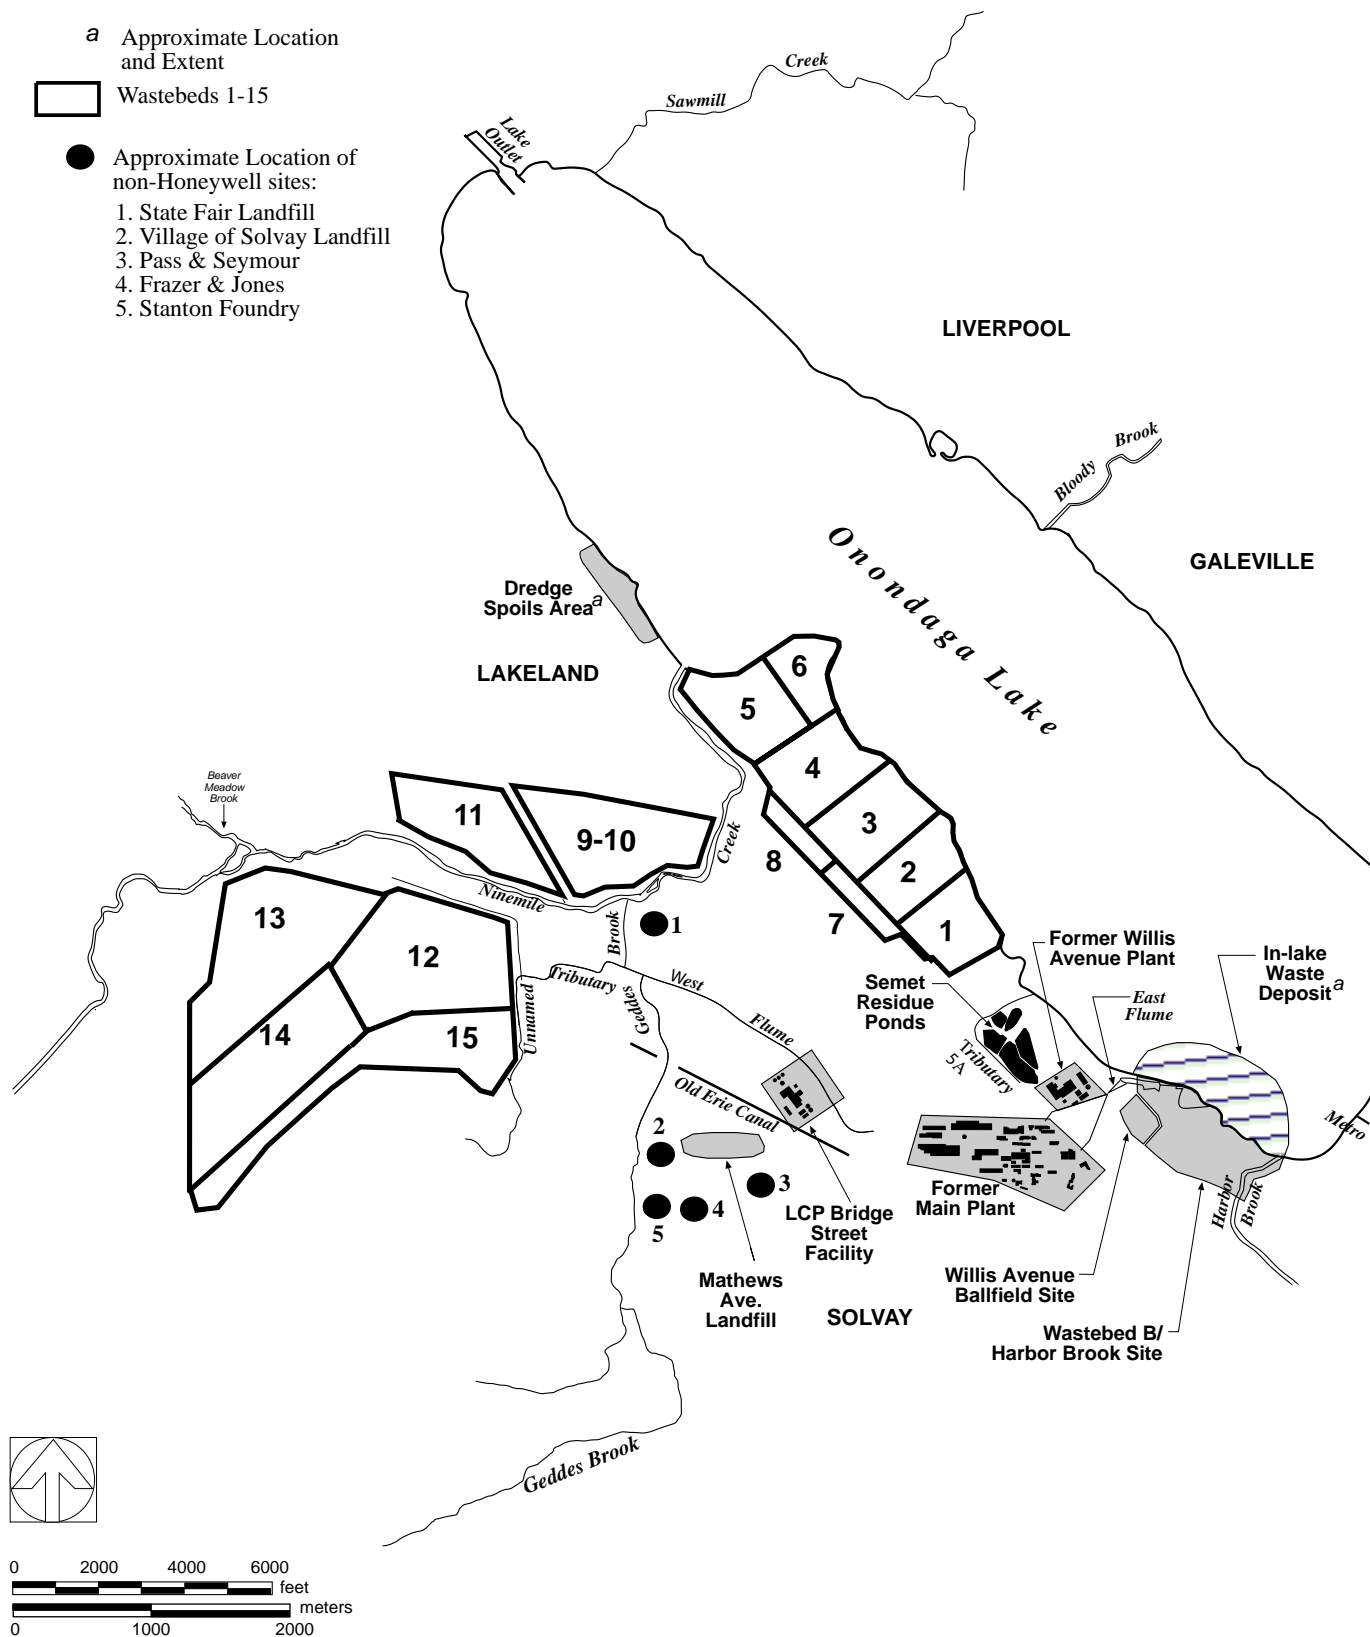 a Approximate Location
and Extent
Wastebeds 1-15
Approximate Location of
non-Honeywell sites:
1. State Fair Landfill
2. Village of Solvay Landfill
3. Pass & Seymour
4. Frazer & Jones
5. Stanton Foundry
Lake
Outlet
Sawmill
Creek
LIVERPOOL
Bloody
Brook
GALEVILLE
Onondaga Lake
Dredge
Spoils Area a
LAKELAND
6
5
4
3
2
1
8
7
Beaver
Meadow
Brook
11
9-10
Creek
Ninemile
13
12
14
15
Brook
1
Tributary
Unnamed
Geddes
West
Flume
Old Erie Canal
Semet
Residue
Ponds
Tributary
5A
Former Willis
Avenue Plant
East
Flume
In-lake
Waste
Deposit a
Metro
2
3
4
5
LCP Bridge
Street
Facility
Former
Main Plant
Harbor
Brook
Mathews
Ave.
Landfill
SOLVAY
Willis Avenue
Ballfield Site
Wastebed B/
Harbor Brook Site
Geddes Brook
0 2000 4000 6000
feet
meters
0 1000 2000